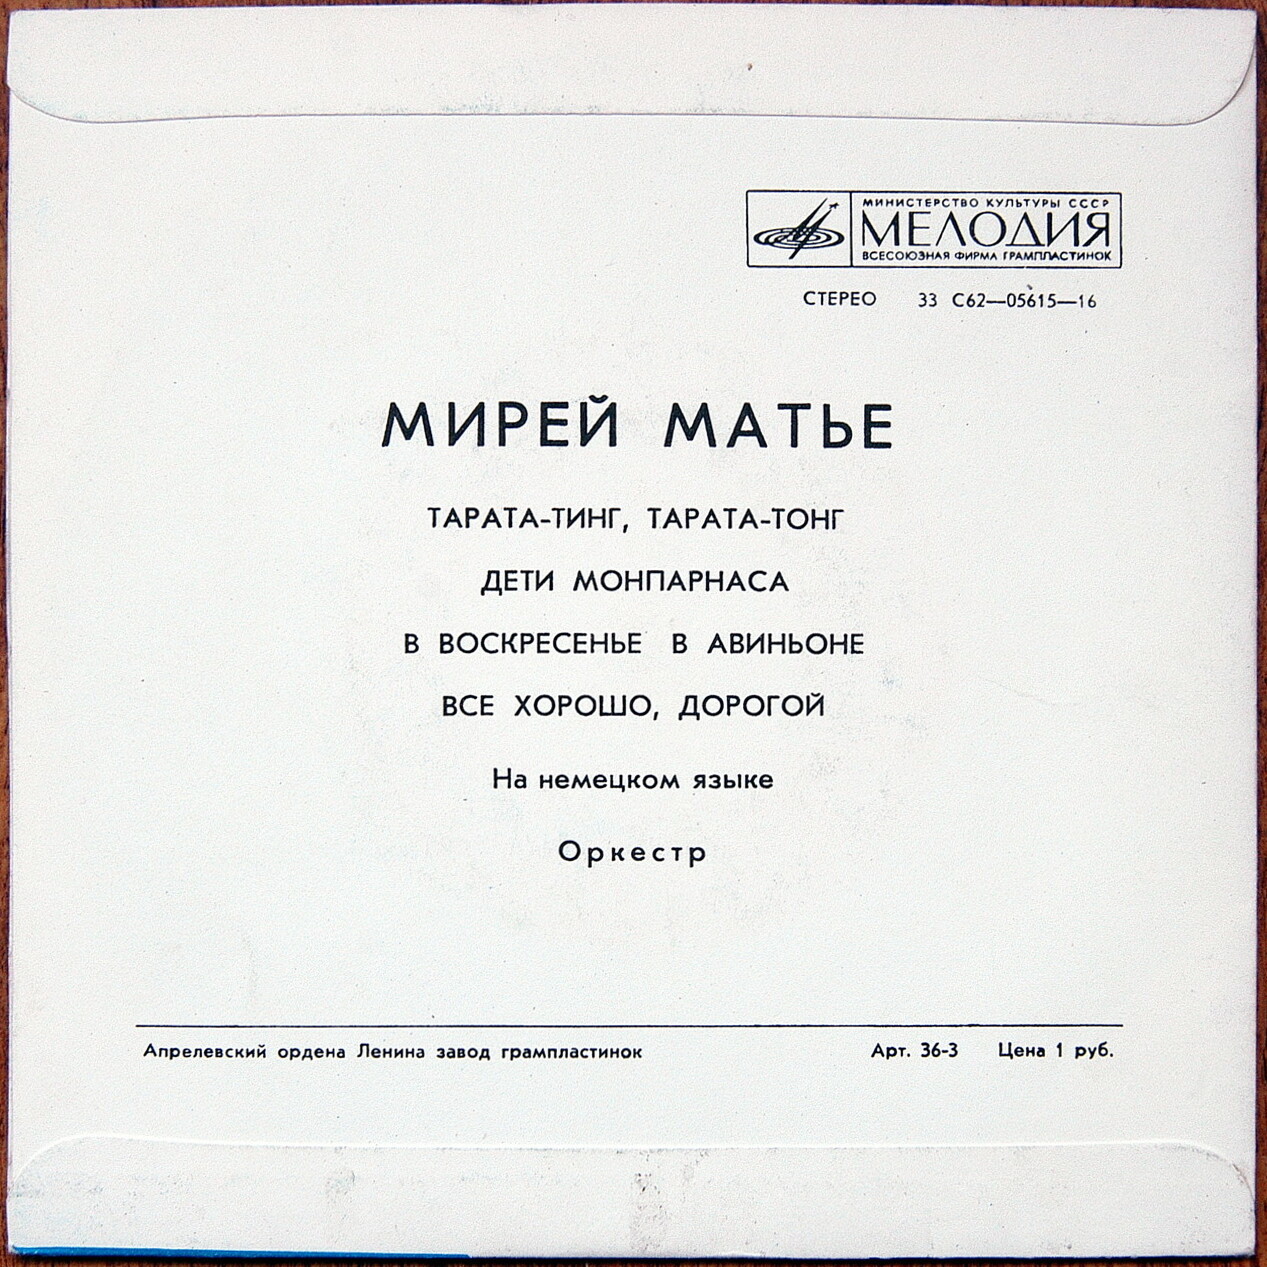 МИНИСТЕРСТВО КУЛЬТУРЫ СССР
МЕЛОДИЯ
ВСЕСОЮЗНАЯ ФИРМА ГРАМПЛАСТИНОК
СТЕРЕО 33 С62—05615—16
МИРЕЙ МАТЬЕ
ТАРАТА-ТИНГ, ТАРАТА-ТОНГ
ДЕТИ МОНПАРНАСА
В ВОСКРЕСЕНЬЕ В АВИНЬОНЕ
ВСЕ ХОРОШО, ДОРОГОЙ
На немецком языке
Оркестр
Апрелевский ордена Ленина завод грампластинок Арт. 36-3 Цена 1 руб.